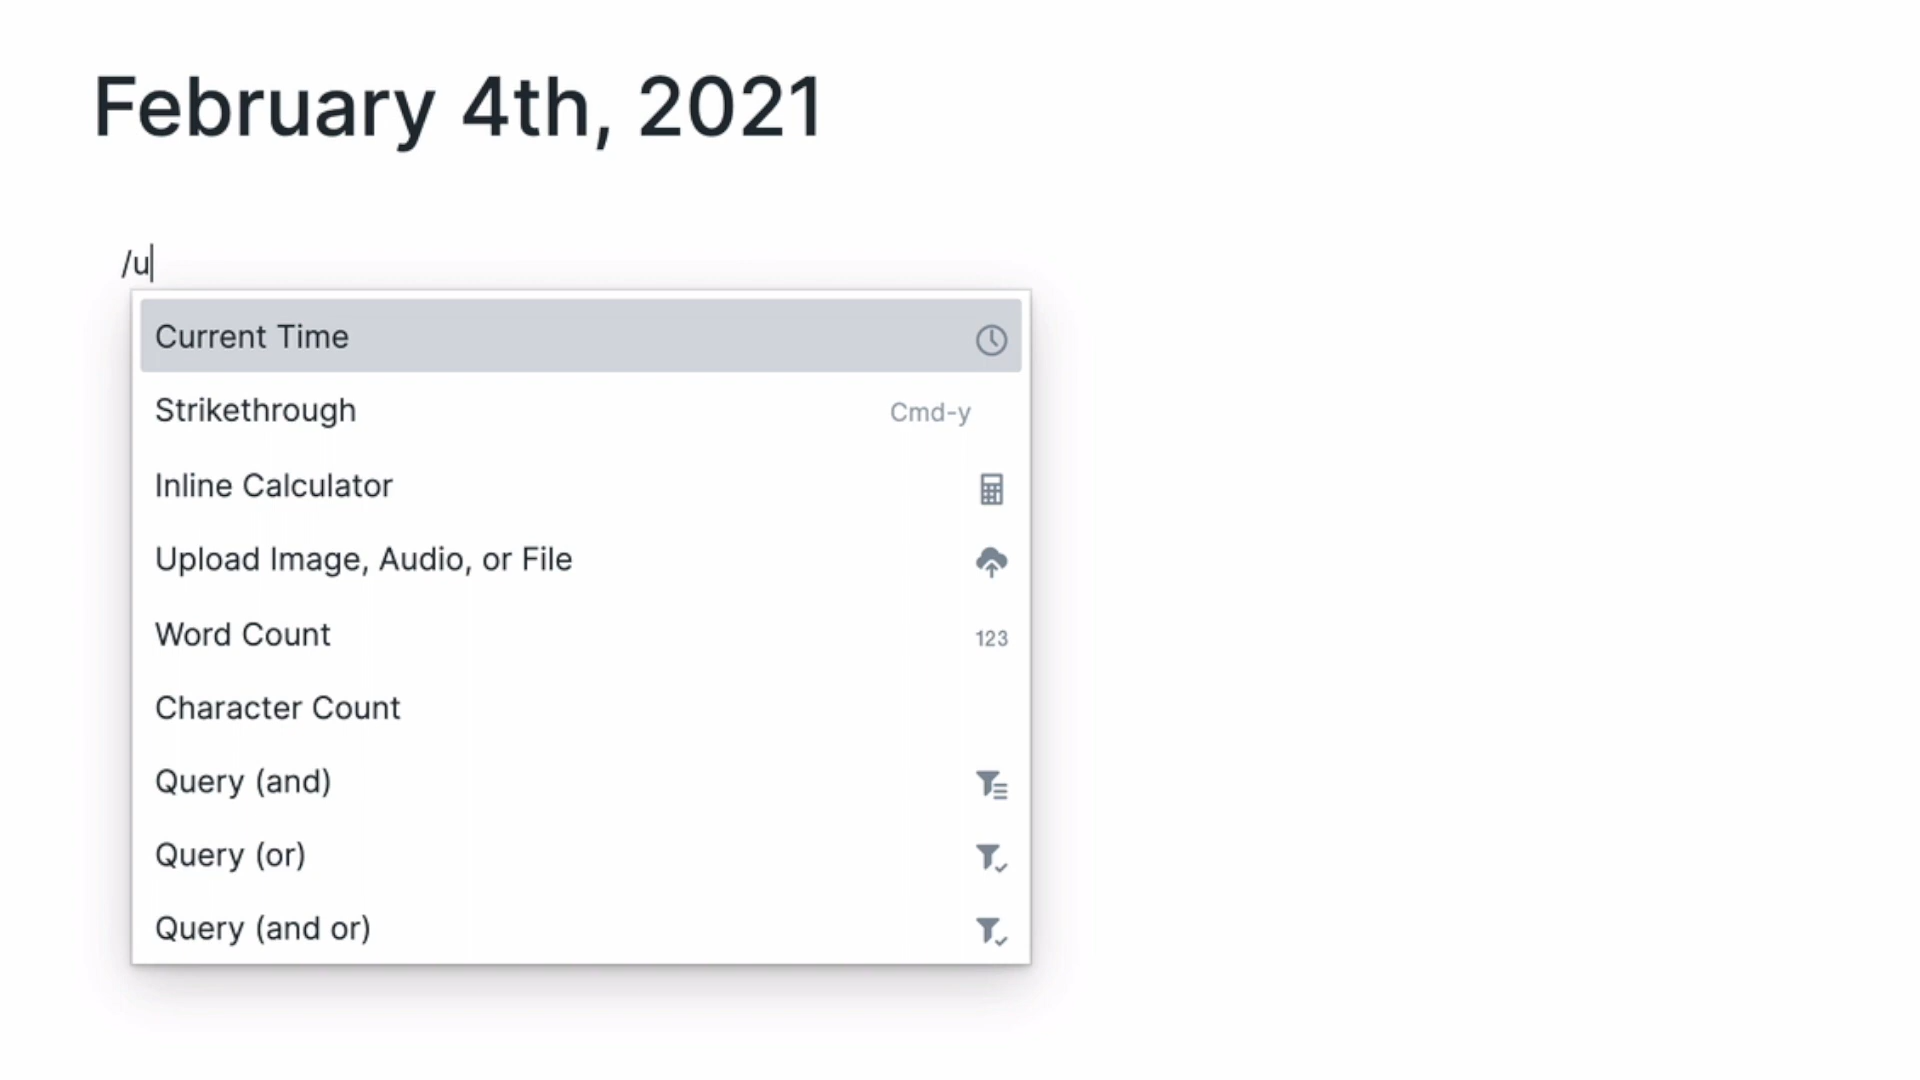 February 4th, 2021
/u
Current Time
Strikethrough Cmd-y
Inline Calculator
Upload Image, Audio, or File
Word Count 123
Character Count
Query (and)
Query (or)
Query (and or)